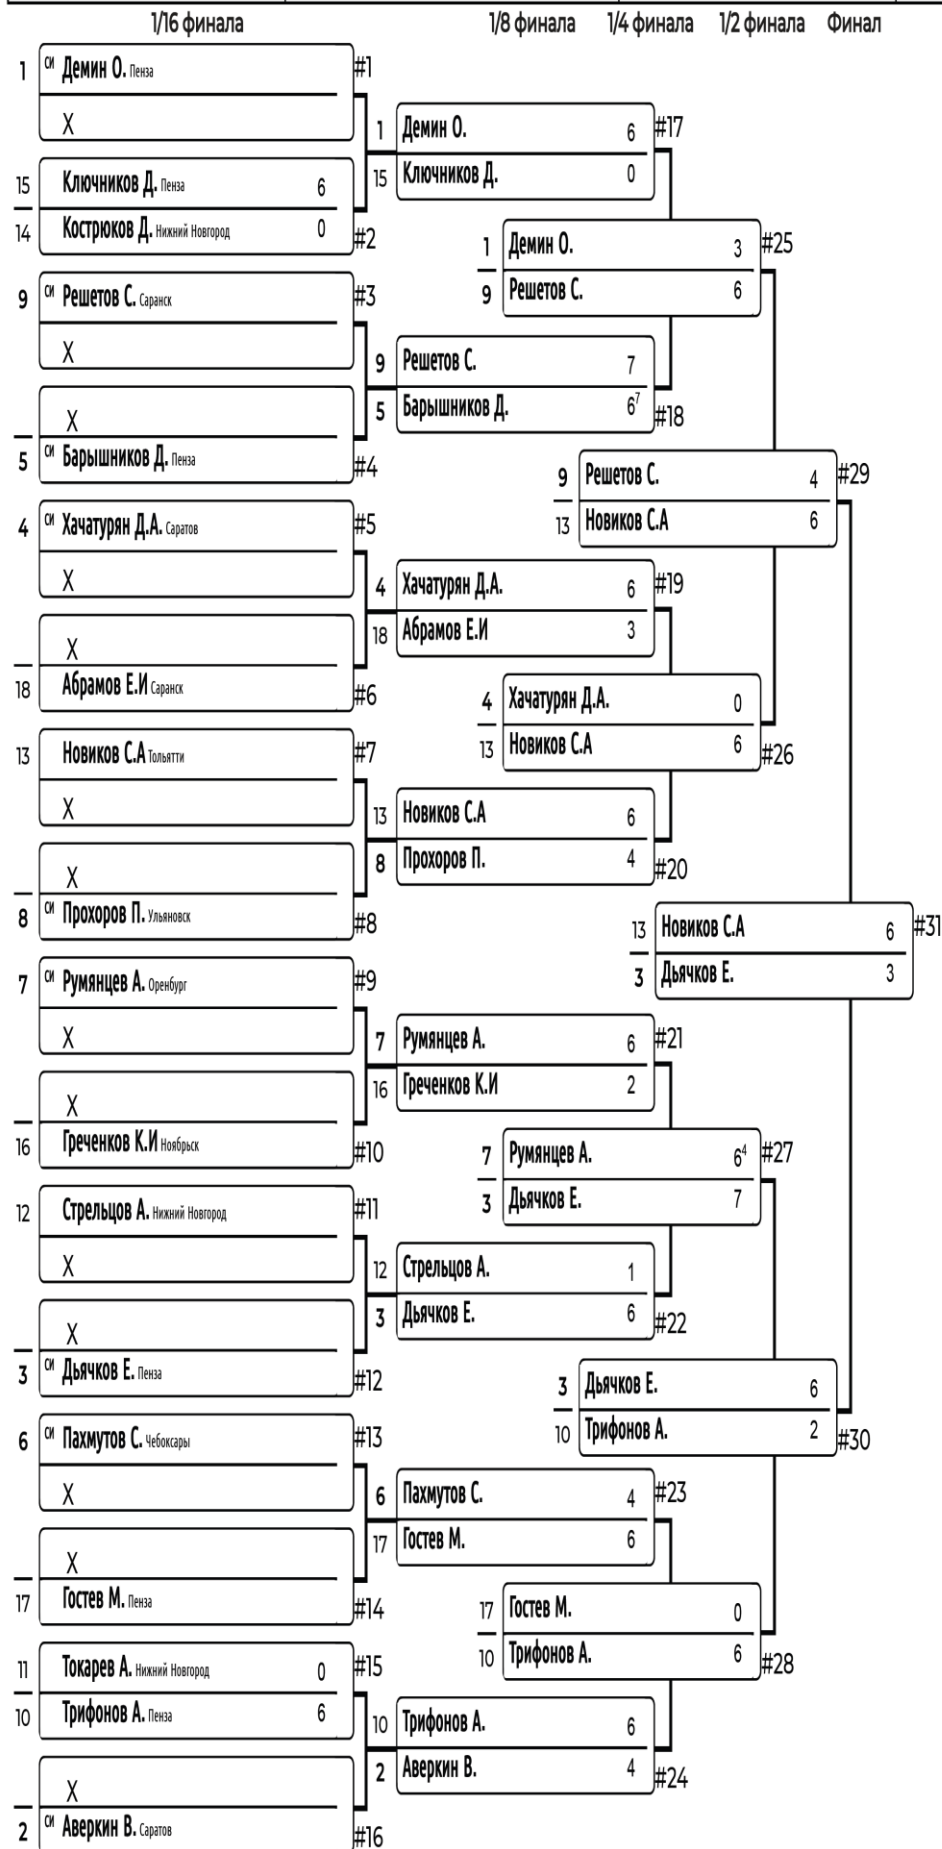 1/16 финала 1/8 финала 1/4 финала 1/2 финала Финал
1 СИ Демин О. Пенза #1
X
15 Ключников Д. Пенза 6
14 Кострюков Д. Нижний Новгород 0 #2
9 СИ Решетов С. Саранск #3
X
X
5 СИ Барышников Д. Пенза #4
4 СИ Хачатурян Д.А. Саратов #5
X
X
18 Абрамов Е.И Саранск #6
13 Новиков С.А Тольятти #7
X
X
8 СИ Прохоров П. Ульяновск #8
7 СИ Румянцев А. Оренбург #9
X
X
16 Греченков К.И Ноябрьск #10
12 Стрельцов А. Нижний Новгород #11
X
X
3 СИ Дьячков Е. Пенза #12
6 СИ Пахмутов С. Чебоксары #13
X
X
17 Гостев М. Пенза #14
11 Токарев А. Нижний Новгород 0 #15
10 Трифонов А. Пенза 6
X
2 СИ Аверкин В. Саратов #16
1 Демин О. 6 #17
15 Ключников Д. 0
9 Решетов С. 7
5 Барышников Д. 6⁷ #18
4 Хачатурян Д.А. 6 #19
18 Абрамов Е.И 3
13 Новиков С.А 6
8 Прохоров П. 4 #20
7 Румянцев А. 6 #21
16 Греченков К.И 2
12 Стрельцов А. 1
3 Дьячков Е. 6 #22
6 Пахмутов С. 4 #23
17 Гостев М. 6
10 Трифонов А. 6
2 Аверкин В. 4 #24
1 Демин О. 3 #25
9 Решетов С. 6
4 Хачатурян Д.А. 0
13 Новиков С.А 6 #26
7 Румянцев А. 6⁴ #27
3 Дьячков Е. 7
17 Гостев М. 0
10 Трифонов А. 6 #28
9 Решетов С. 4 #29
13 Новиков С.А 6
3 Дьячков Е. 6
10 Трифонов А. 2 #30
13 Новиков С.А 6 #31
3 Дьячков Е. 3